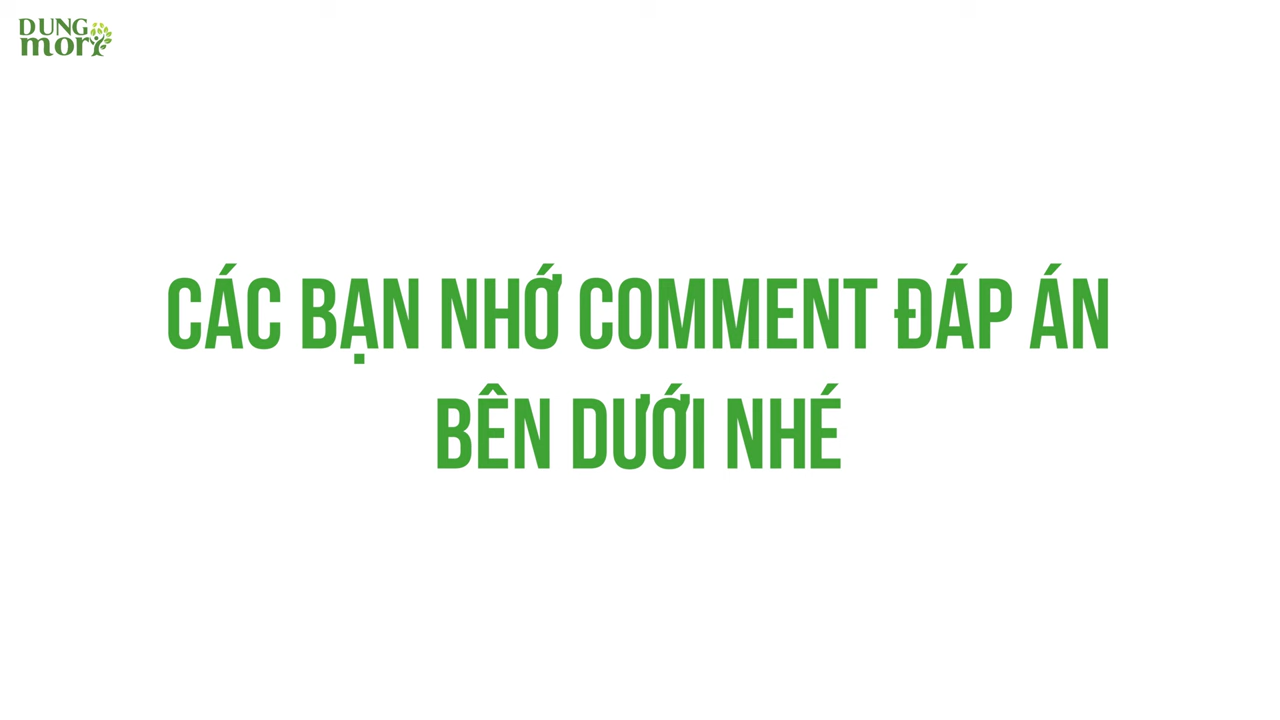 DUNG
mori
CÁC BẠN NHỚ COMMENT ĐÁP ÁN
BÊN DƯỚI NHÉ